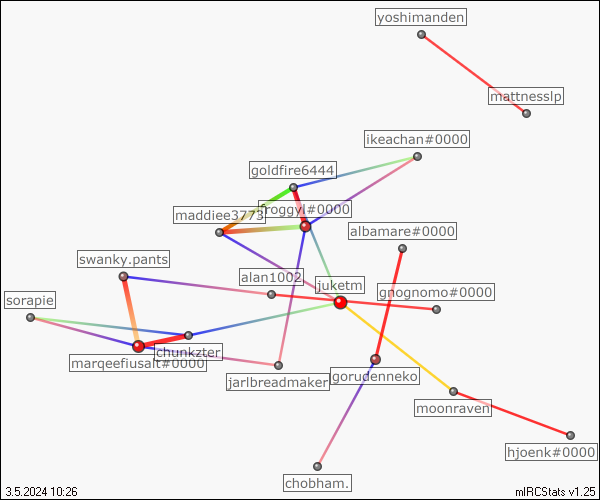 yoshimanden
mattnesslp
ikeachan#0000
goldfire6444
froggyl#0000
maddiee3773
albamare#0000
swanky.pants
alan1002
juketm
gnognomo#0000
sorapie
chunkzter
marqeefiusalt#0000
jarlbreadmaker
gorudenneko
moonraven
hjoenk#0000
chobham.
3.5.2024 10:26
mIRCStats v1.25